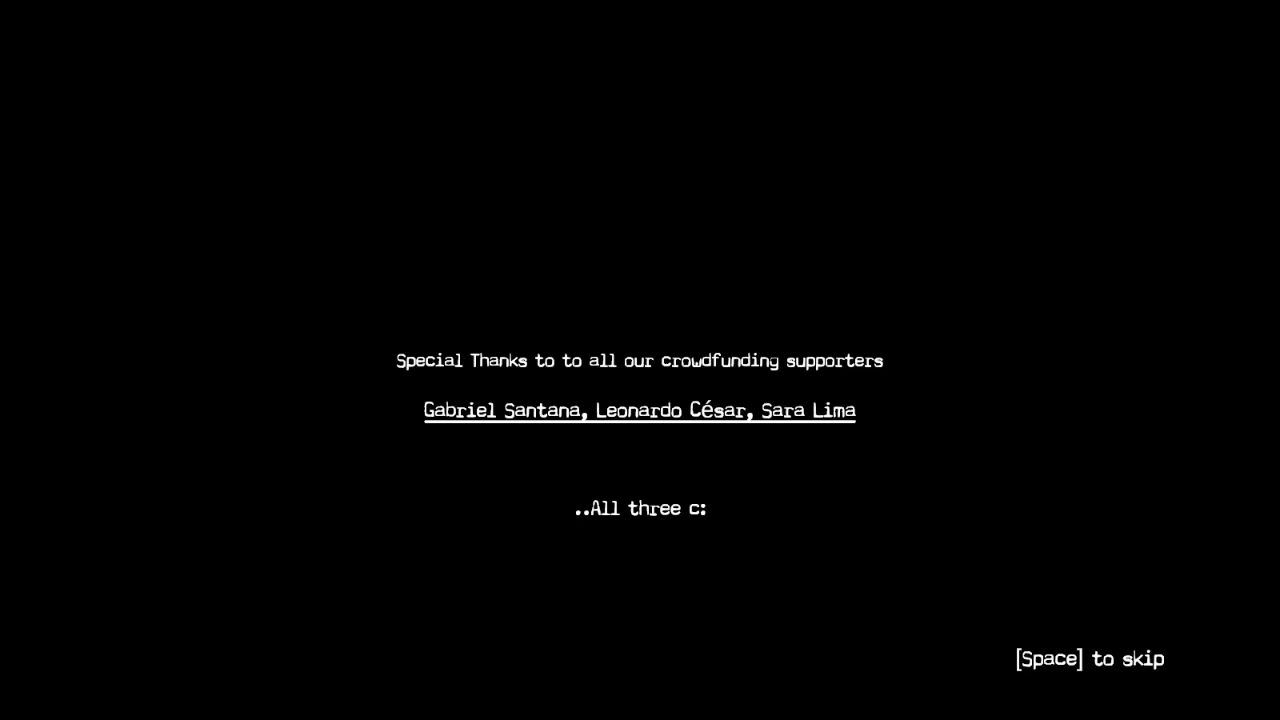 Special Thanks to to all our crowdfunding supporters
Gabriel Santana, Leonardo César, Sara Lima
..All three c:
[Space] to skip